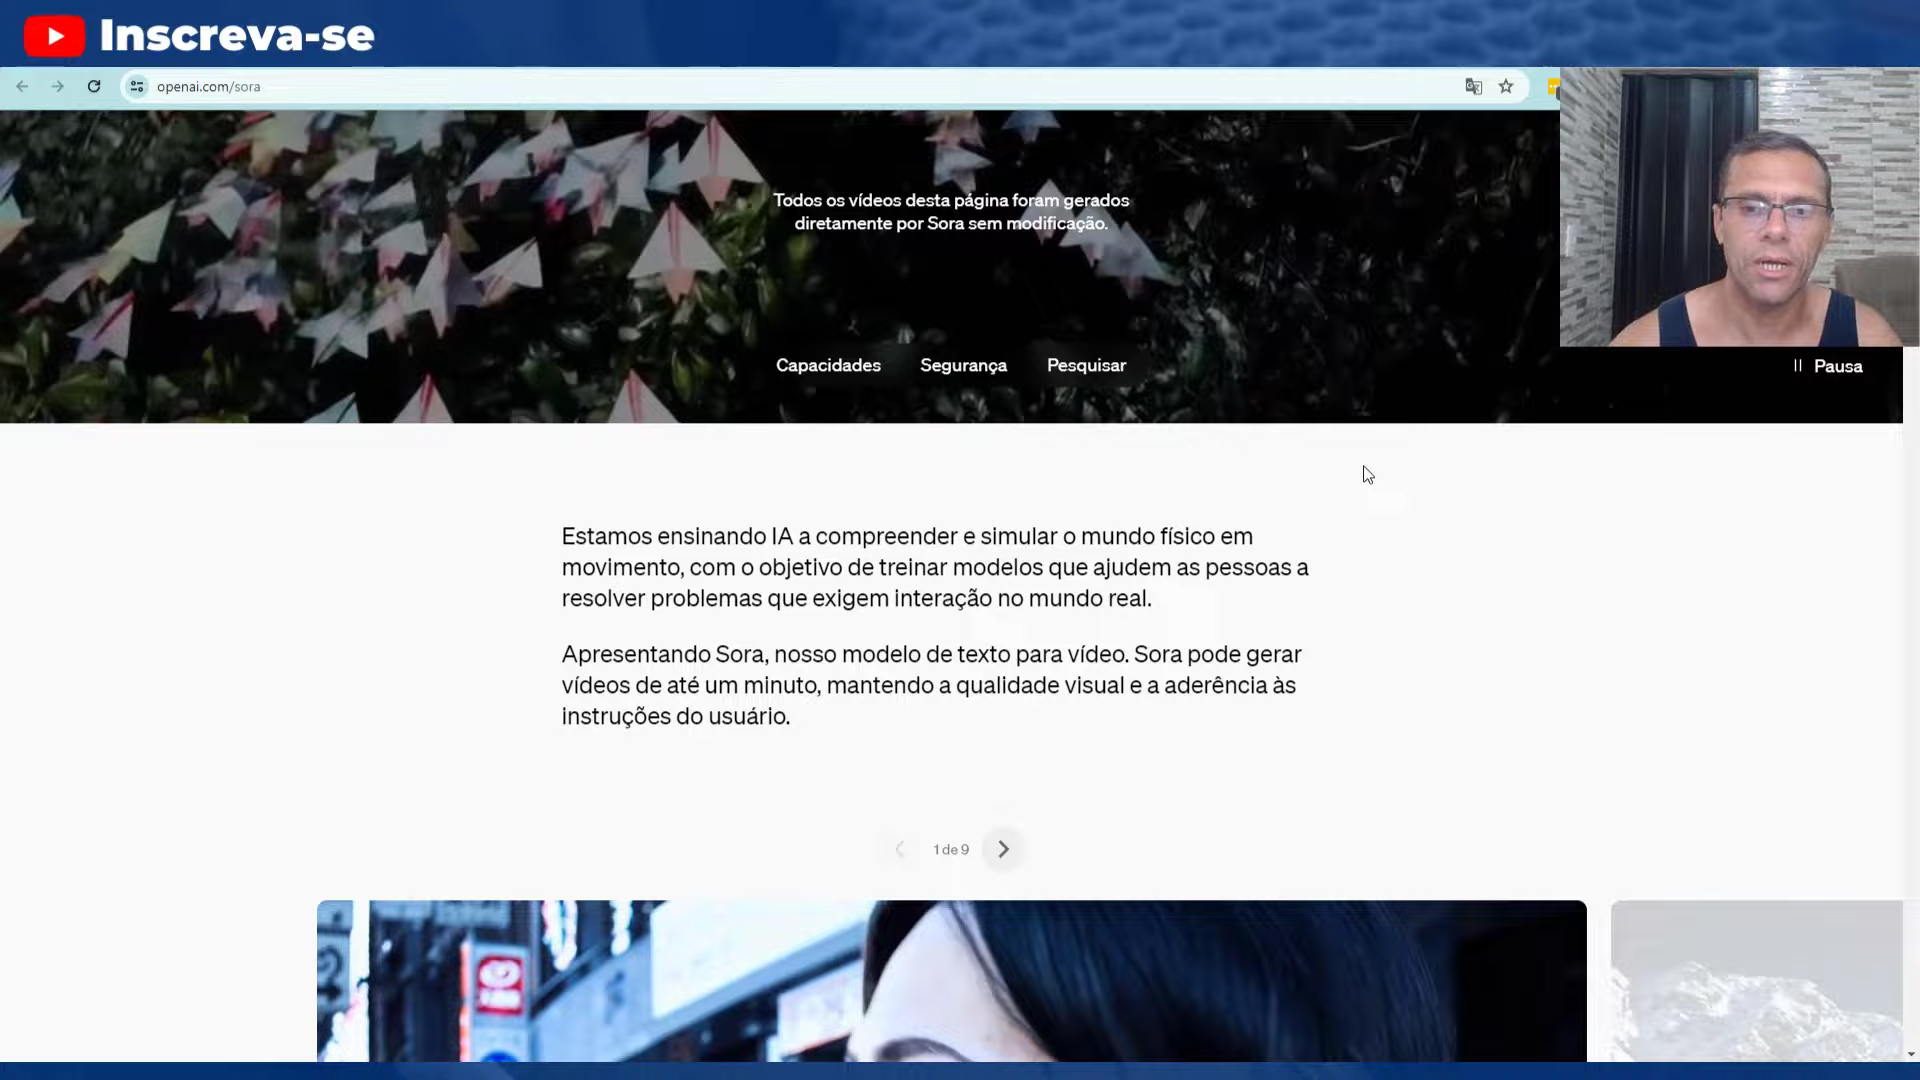 Inscreva-se
openai.com/sora
Todos os vídeos desta página foram gerados
diretamente por Sora sem modificação.
Capacidades Segurança Pesquisar
Pausa
Estamos ensinando IA a compreender e simular o mundo físico em
movimento, com o objetivo de treinar modelos que ajudem as pessoas a
resolver problemas que exigem interação no mundo real.
Apresentando Sora, nosso modelo de texto para vídeo. Sora pode gerar
vídeos de até um minuto, mantendo a qualidade visual e a aderência às
instruções do usuário.
1 de 9